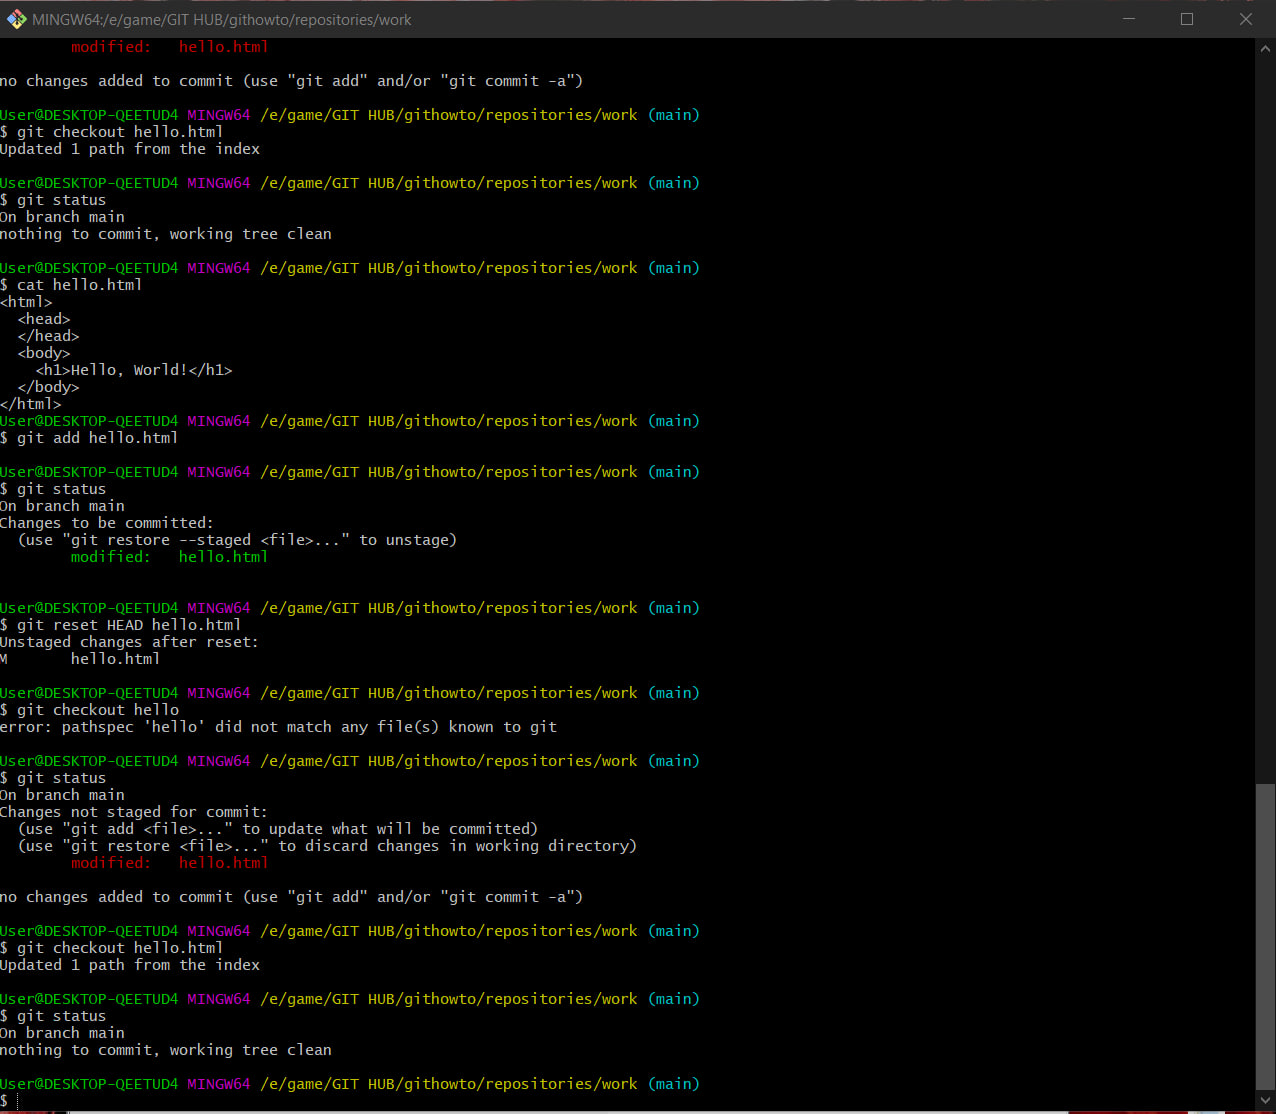 MINGW64:/e/game/GIT HUB/githowto/repositories/work
modified: hello.html
no changes added to commit (use "git add" and/or "git commit -a")
User@DESKTOP-QEETUD4 MINGW64 /e/game/GIT HUB/githowto/repositories/work (main)
$ git checkout hello.html
Updated 1 path from the index
User@DESKTOP-QEETUD4 MINGW64 /e/game/GIT HUB/githowto/repositories/work (main)
$ git status
On branch main
nothing to commit, working tree clean
User@DESKTOP-QEETUD4 MINGW64 /e/game/GIT HUB/githowto/repositories/work (main)
$ cat hello.html
<html>
  <head>
  </head>
  <body>
    <h1>Hello, World!</h1>
  </body>
</html>
User@DESKTOP-QEETUD4 MINGW64 /e/game/GIT HUB/githowto/repositories/work (main)
$ git add hello.html
User@DESKTOP-QEETUD4 MINGW64 /e/game/GIT HUB/githowto/repositories/work (main)
$ git status
On branch main
Changes to be committed:
  (use "git restore --staged <file>..." to unstage)
modified: hello.html
User@DESKTOP-QEETUD4 MINGW64 /e/game/GIT HUB/githowto/repositories/work (main)
$ git reset HEAD hello.html
Unstaged changes after reset:
M hello.html
User@DESKTOP-QEETUD4 MINGW64 /e/game/GIT HUB/githowto/repositories/work (main)
$ git checkout hello
error: pathspec 'hello' did not match any file(s) known to git
User@DESKTOP-QEETUD4 MINGW64 /e/game/GIT HUB/githowto/repositories/work (main)
$ git status
On branch main
Changes not staged for commit:
  (use "git add <file>..." to update what will be committed)
  (use "git restore <file>..." to discard changes in working directory)
modified: hello.html
no changes added to commit (use "git add" and/or "git commit -a")
User@DESKTOP-QEETUD4 MINGW64 /e/game/GIT HUB/githowto/repositories/work (main)
$ git checkout hello.html
Updated 1 path from the index
User@DESKTOP-QEETUD4 MINGW64 /e/game/GIT HUB/githowto/repositories/work (main)
$ git status
On branch main
nothing to commit, working tree clean
User@DESKTOP-QEETUD4 MINGW64 /e/game/GIT HUB/githowto/repositories/work (main)
$